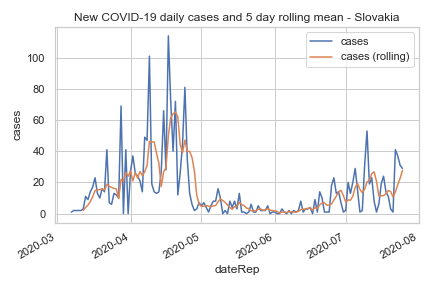 New COVID-19 daily cases and 5 day rolling mean - Slovakia
cases
cases (rolling)
100
80
60
40
20
0
cases
2020-03
2020-04
2020-05
2020-06
2020-07
2020-08
dateRep